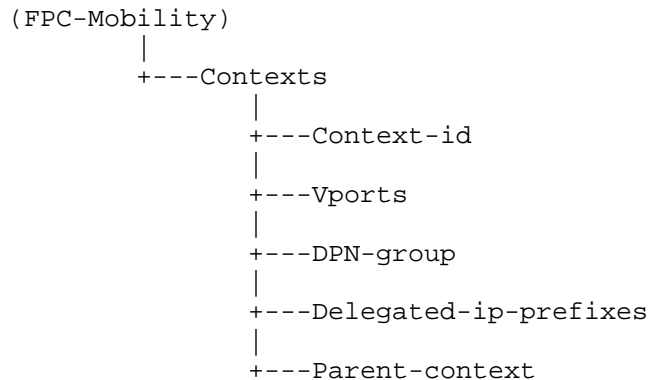 (FPC-Mobility)
|
+---Contexts
|
+---Context-id
|
+---Vports
|
+---DPN-group
|
+---Delegated-ip-prefixes
|
+---Parent-context